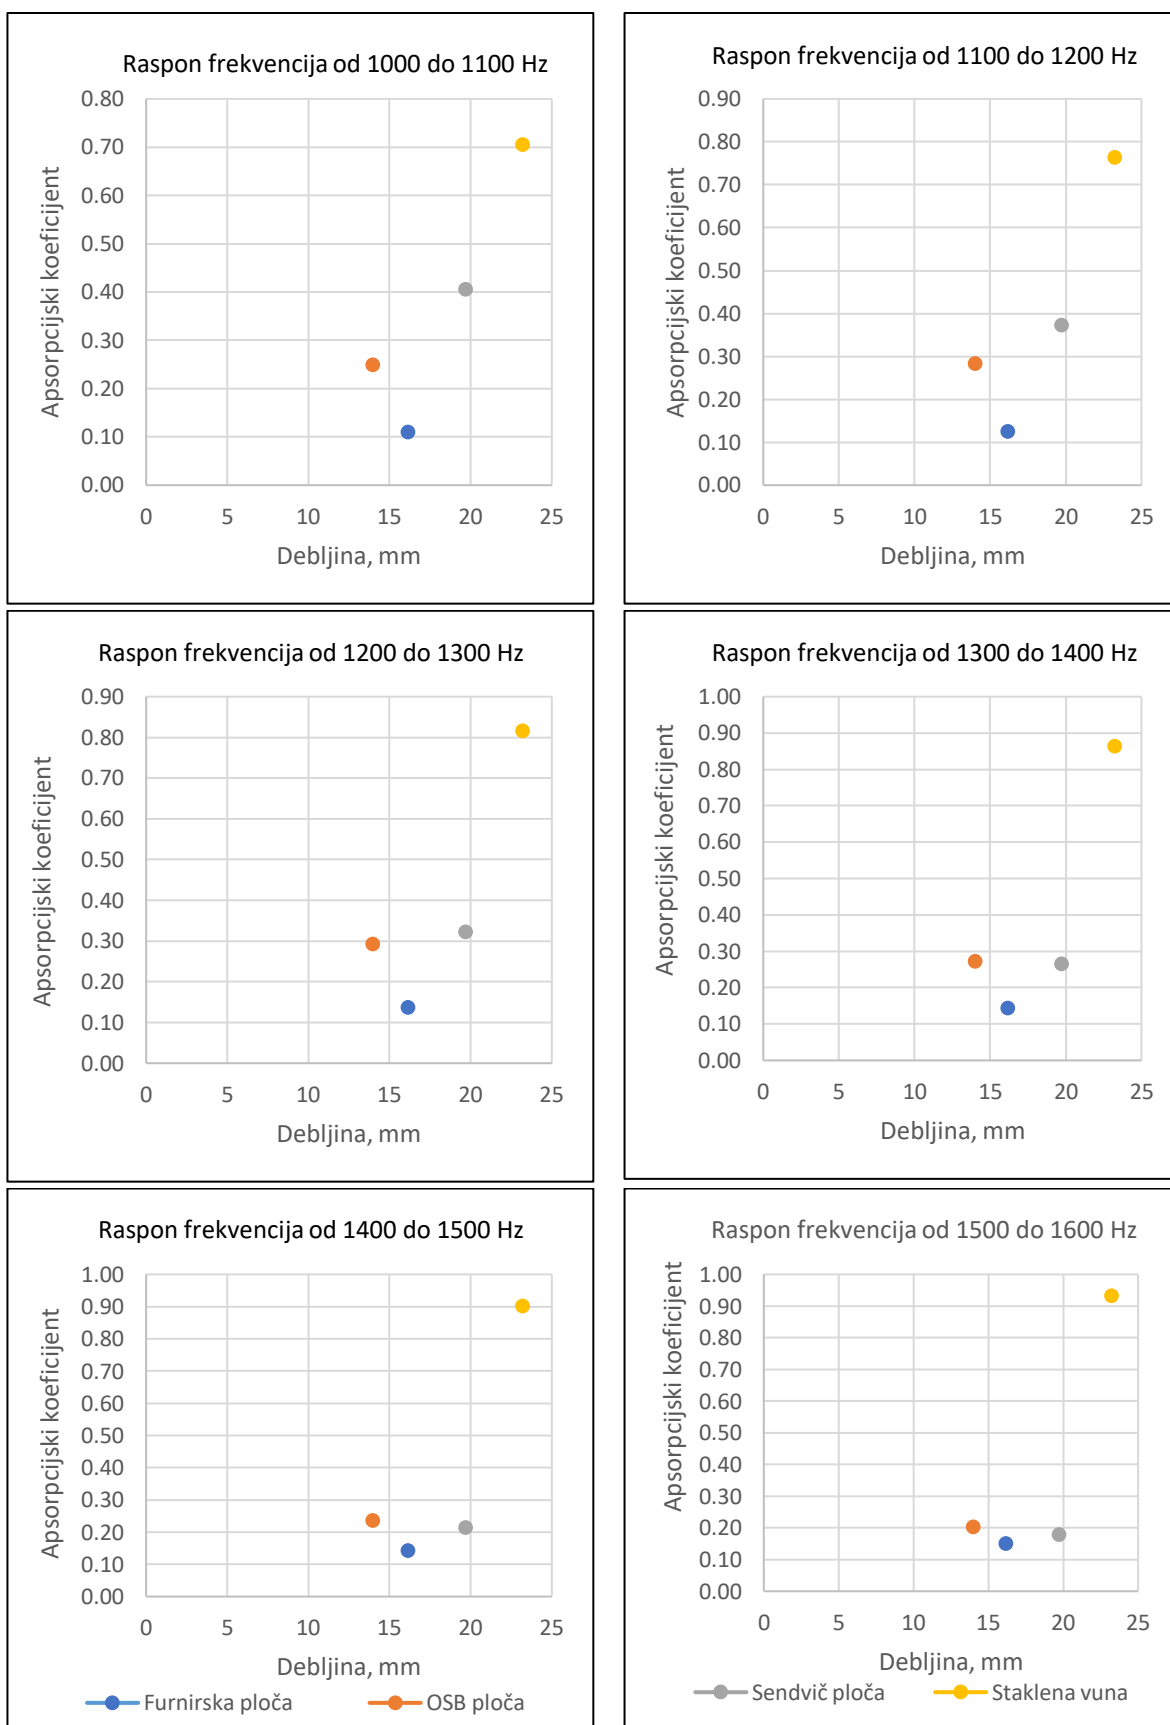 Raspon frekvencija od 1000 do 1100 Hz
Apsorpcijski koeficijent
0.80
0.70
0.60
0.50
0.40
0.30
0.20
0.10
0.00
0 5 10 15 20 25
Debljina, mm
Raspon frekvencija od 1100 do 1200 Hz
Apsorpcijski koeficijent
0.90
0.80
0.70
0.60
0.50
0.40
0.30
0.20
0.10
0.00
0 5 10 15 20 25
Debljina, mm
Raspon frekvencija od 1200 do 1300 Hz
Apsorpcijski koeficijent
0.90
0.80
0.70
0.60
0.50
0.40
0.30
0.20
0.10
0.00
0 5 10 15 20 25
Debljina, mm
Raspon frekvencija od 1300 do 1400 Hz
Apsorpcijski koeficijent
1.00
0.90
0.80
0.70
0.60
0.50
0.40
0.30
0.20
0.10
0.00
0 5 10 15 20 25
Debljina, mm
Raspon frekvencija od 1400 do 1500 Hz
Apsorpcijski koeficijent
1.00
0.90
0.80
0.70
0.60
0.50
0.40
0.30
0.20
0.10
0.00
0 5 10 15 20 25
Debljina, mm
Furnirska ploča OSB ploča
Raspon frekvencija od 1500 do 1600 Hz
Apsorpcijski koeficijent
1.00
0.90
0.80
0.70
0.60
0.50
0.40
0.30
0.20
0.10
0.00
0 5 10 15 20 25
Debljina, mm
Sendvič ploča Staklena vuna